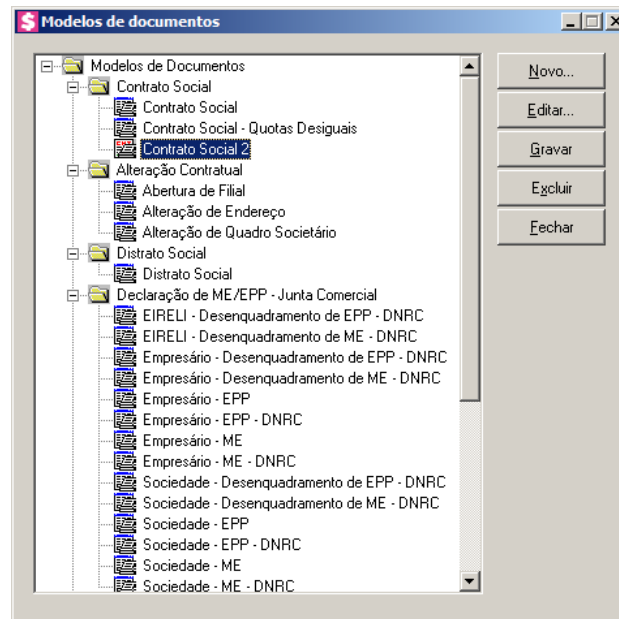 Modelos de documentos
Modelos de Documentos
Contrato Social
Contrato Social
Contrato Social - Quotas Desiguais
Contrato Social 2
Alteração Contratual
Abertura de Filial
Alteração de Endereço
Alteração de Quadro Societário
Distrato Social
Distrato Social
Declaração de ME/EPP - Junta Comercial
EIRELI - Desenquadramento de EPP - DNRC
EIRELI - Desenquadramento de ME - DNRC
Empresário - Desenquadramento de EPP - DNRC
Empresário - Desenquadramento de ME - DNRC
Empresário - EPP
Empresário - EPP - DNRC
Empresário - ME
Empresário - ME - DNRC
Sociedade - Desenquadramento de EPP - DNRC
Sociedade - Desenquadramento de ME - DNRC
Sociedade - EPP
Sociedade - EPP - DNRC
Sociedade - ME
Sociedade - ME - DNRC
Novo...
Editar...
Gravar
Excluir
Fechar